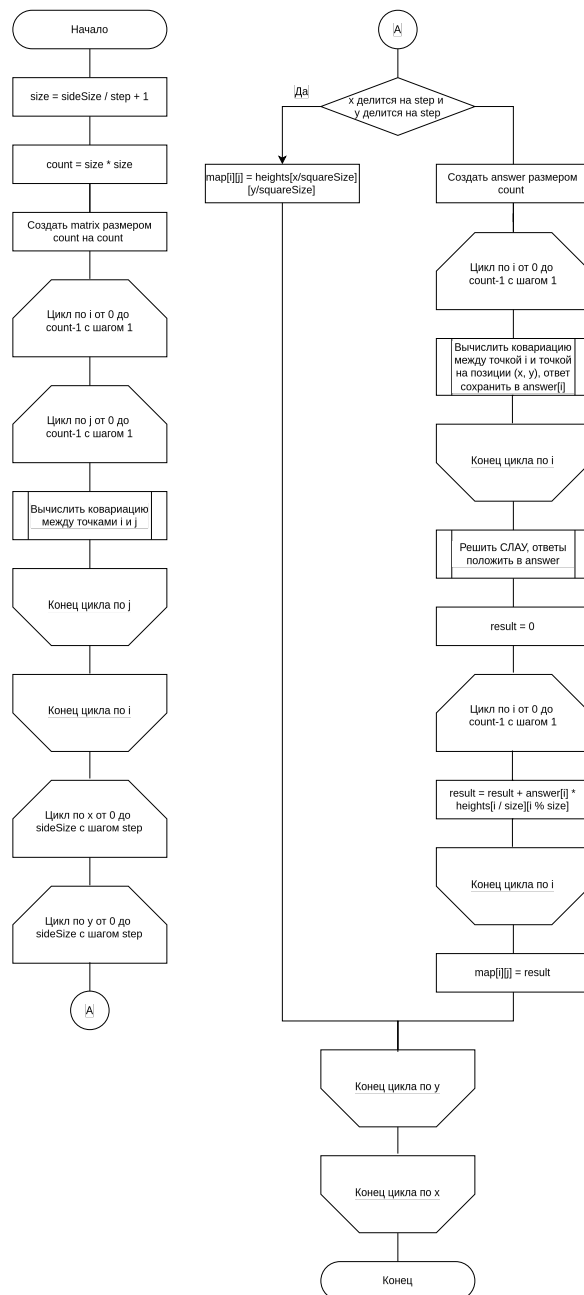 Начало
size = sideSize / step + 1
count = size * size
Создать matrix размером
count на count
Цикл по i от 0 до
count-1 с шагом 1
Цикл по j от 0 до
count-1 с шагом 1
Вычислить ковариацию
между точками i и j
Конец цикла по j
Конец цикла по i
Цикл по x от 0 до
sideSize с шагом step
Цикл по y от 0 до
sideSize с шагом step
A
A
x делится на step и
y делится на step
Да
map[i][j] = heights[x/squareSize]
[y/squareSize]
Создать answer размером
count
Цикл по i от 0 до
count-1 с шагом 1
Вычислить ковариацию
между точкой i и точкой
на позиции (x, y), ответ
сохранить в answer[i]
Конец цикла по i
Решить СЛАУ, ответы
положить в answer
result = 0
Цикл по i от 0 до
count-1 с шагом 1
result = result + answer[i] *
heights[i / size][i % size]
Конец цикла по i
map[i][j] = result
Конец цикла по y
Конец цикла по x
Конец